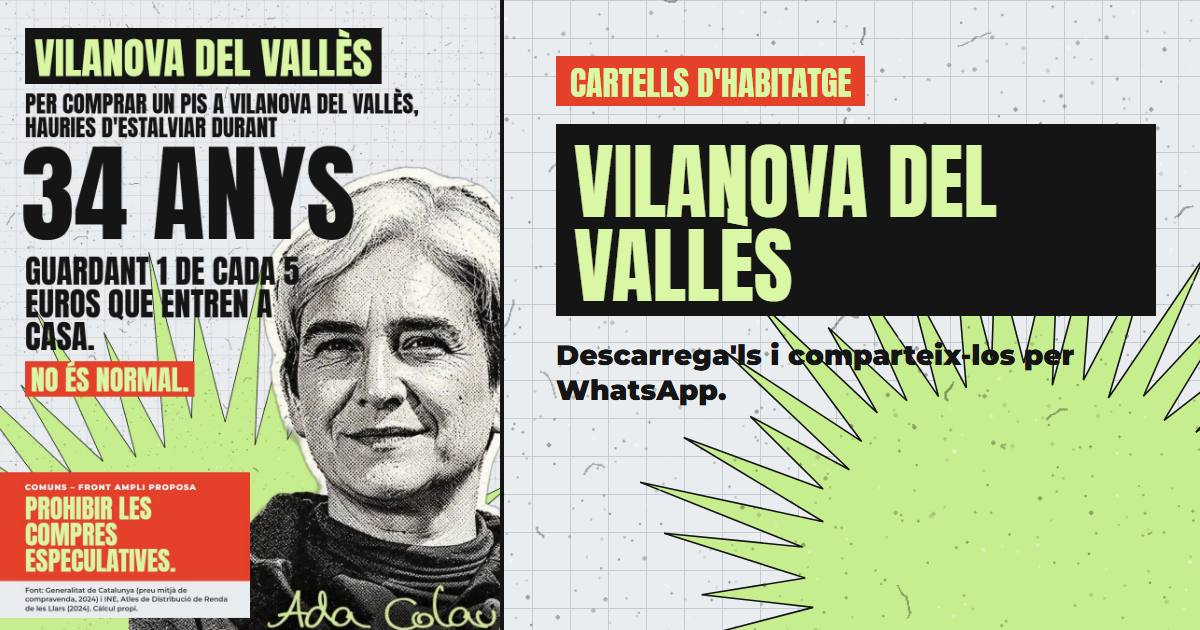 VILANOVA DEL VALLÈS
PER COMPRAR UN PIS A VILANOVA DEL VALLÈS,
HAURIES D'ESTALVIAR DURANT
34 ANYS
GUARDANT 1 DE CADA 5
EUROS QUE ENTREN A
CASA.
NO ÉS NORMAL.
COMUNS – FRONT AMPLI PROPOSA
PROHIBIR LES
COMPRES
ESPECULATIVES.
Font: Generalitat de Catalunya (preu mitjà de
compravenda, 2024) i INE, Atles de Distribució de Renda
de les Llars (2024). Càlcul propi.
Ada Colau
CARTELLS D'HABITATGE
VILANOVA DEL
VALLÈS
Descarrega'ls i comparteix-los per
WhatsApp.